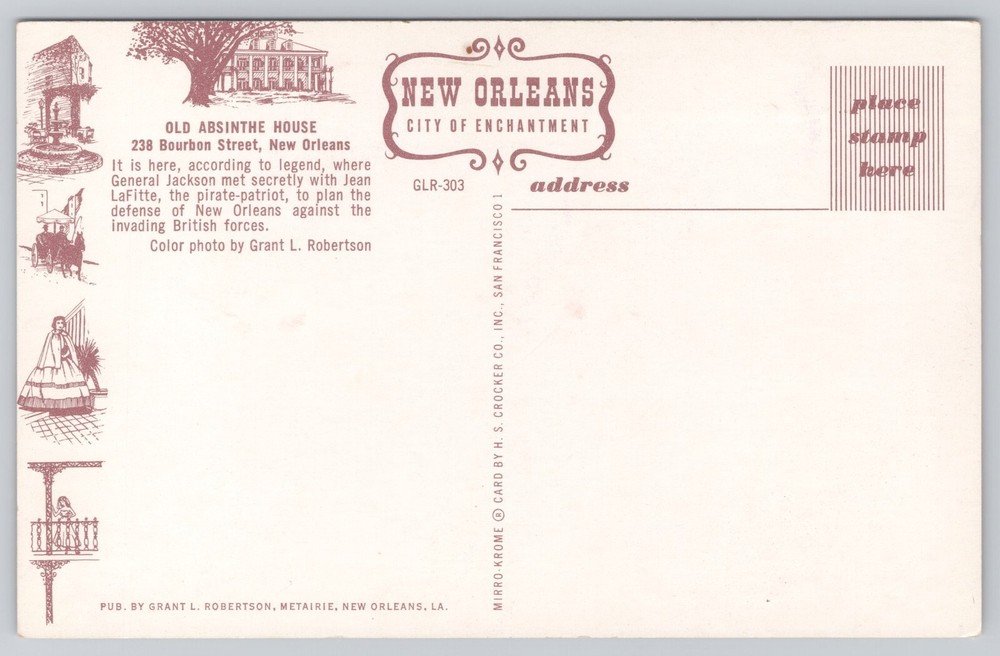 OLD ABSINTHE HOUSE
238 Bourbon Street, New Orleans
It is here, according to legend, where
General Jackson met secretly with Jean
LaFitte, the pirate-patriot, to plan the
defense of New Orleans against the
invading British forces.
Color photo by Grant L. Robertson
NEW ORLEANS
CITY OF ENCHANTMENT
GLR-303
address
place
stamp
here
MIRRO-KROME ® CARD BY H. S. CROCKER CO., INC., SAN FRANCISCO 1
PUB. BY GRANT L. ROBERTSON, METAIRIE, NEW ORLEANS, LA.